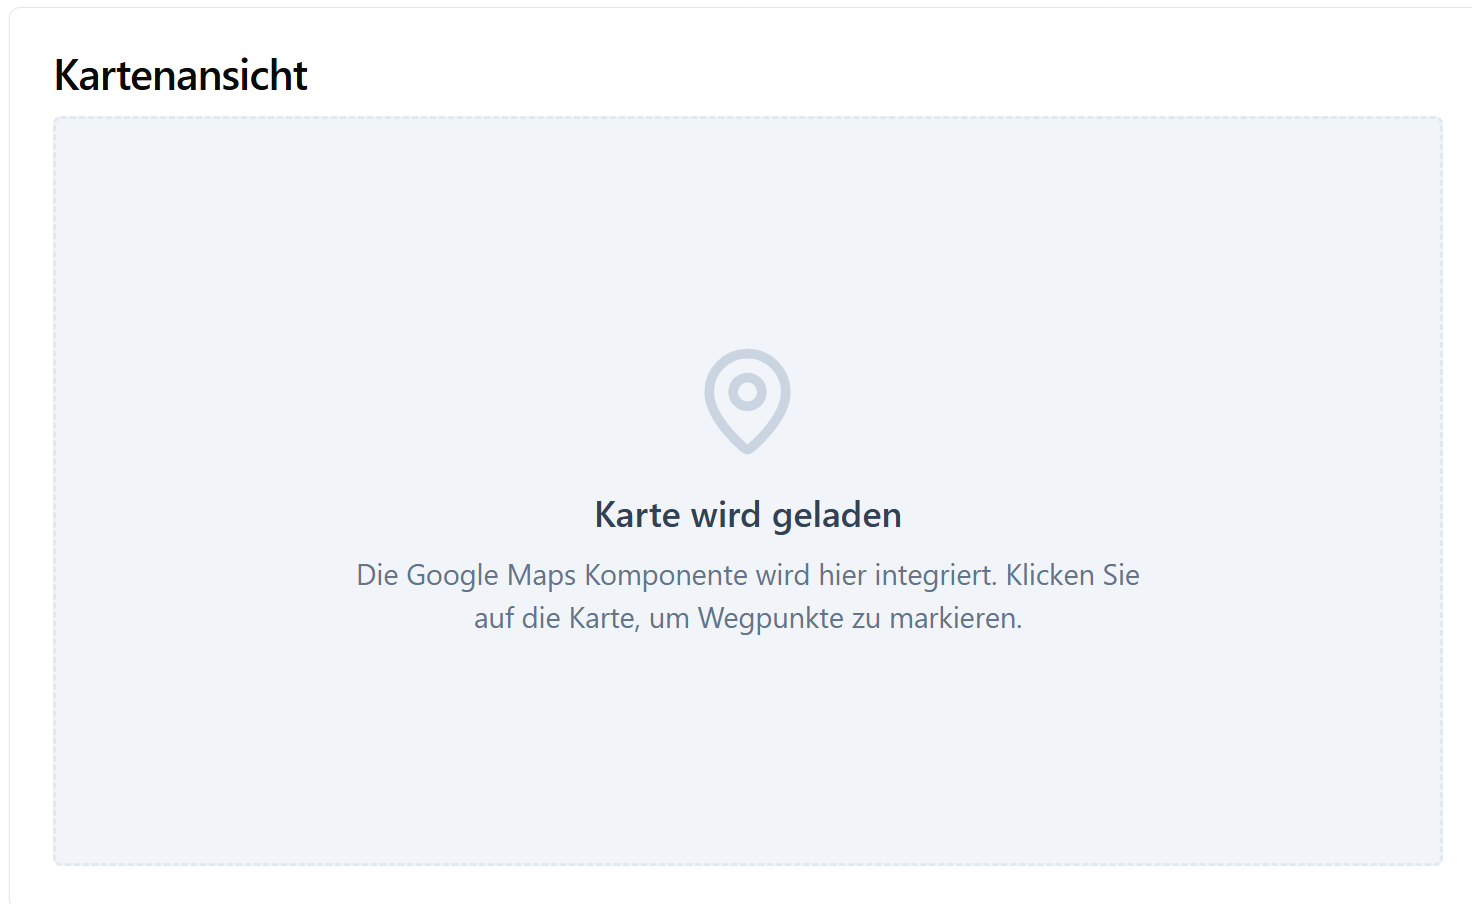 Kartenansicht
Karte wird geladen
Die Google Maps Komponente wird hier integriert. Klicken Sie
auf die Karte, um Wegpunkte zu markieren.